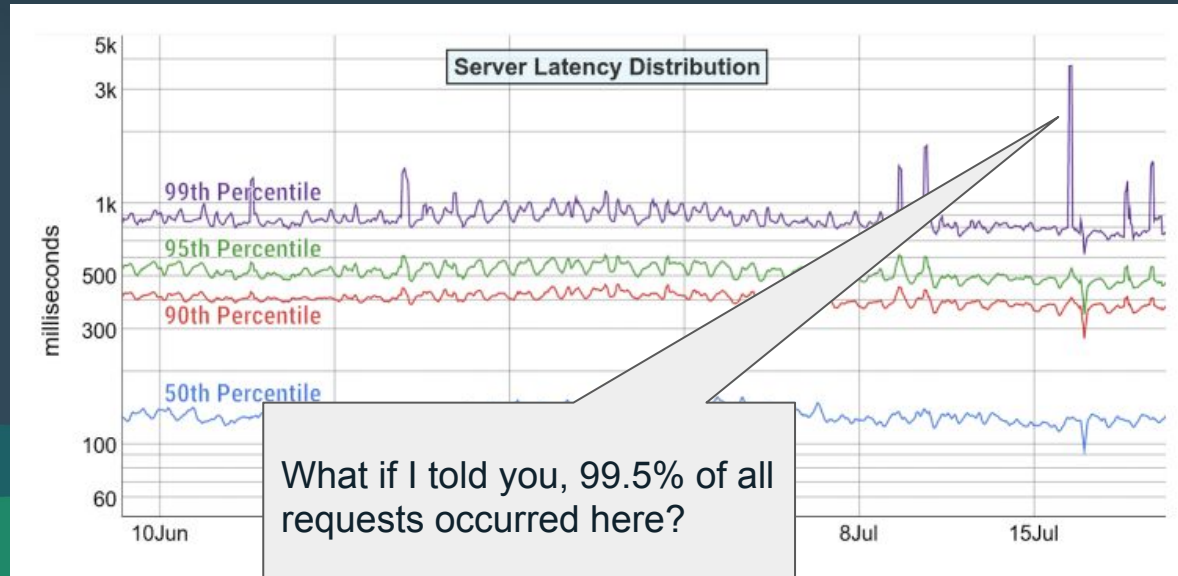 Server Latency Distribution
milliseconds
5k
3k
1k
500
300
100
60
99th Percentile
95th Percentile
90th Percentile
50th Percentile
What if I told you, 99.5% of all
requests occurred here?
10Jun
8Jul
15Jul